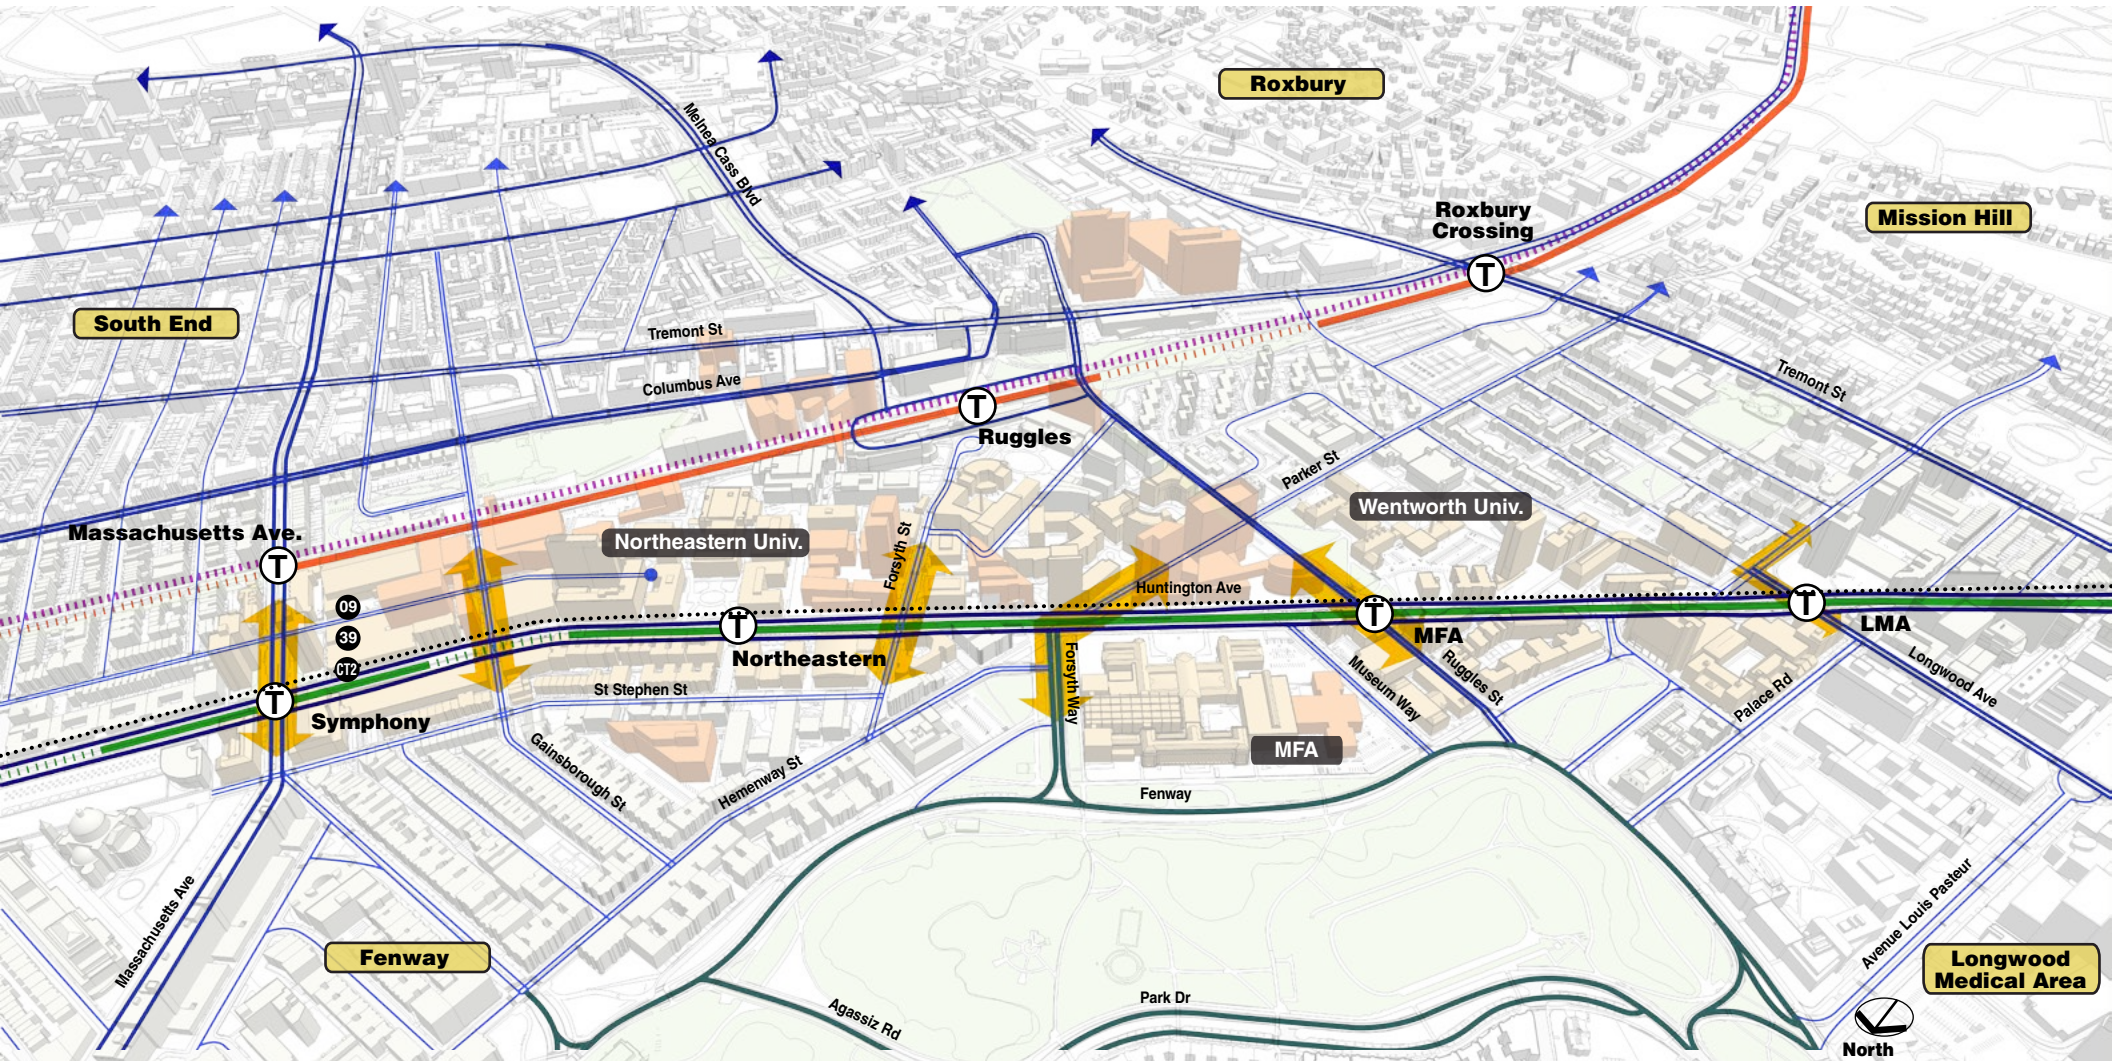 Roxbury
Melnea Cass Blvd
Roxbury
Crossing
T
Mission Hill
South End
Tremont St
Columbus Ave
Tremont St
T
Ruggles
Parker St
Wentworth Univ.
Massachusetts Ave.
T
Northeastern Univ.
Forsyth St
Huntington Ave
09
39
CT2
T
Northeastern
T
MFA
T
LMA
T
Symphony
St Stephen St
Forsyth Way
Museum Way
Ruggles St
Palace Rd
Longwood Ave
MFA
Gainsborough St
Hemenway St
Fenway
Massachusetts Ave
Fenway
Avenue Louis Pasteur
Longwood
Medical Area
Park Dr
Agassiz Rd
North